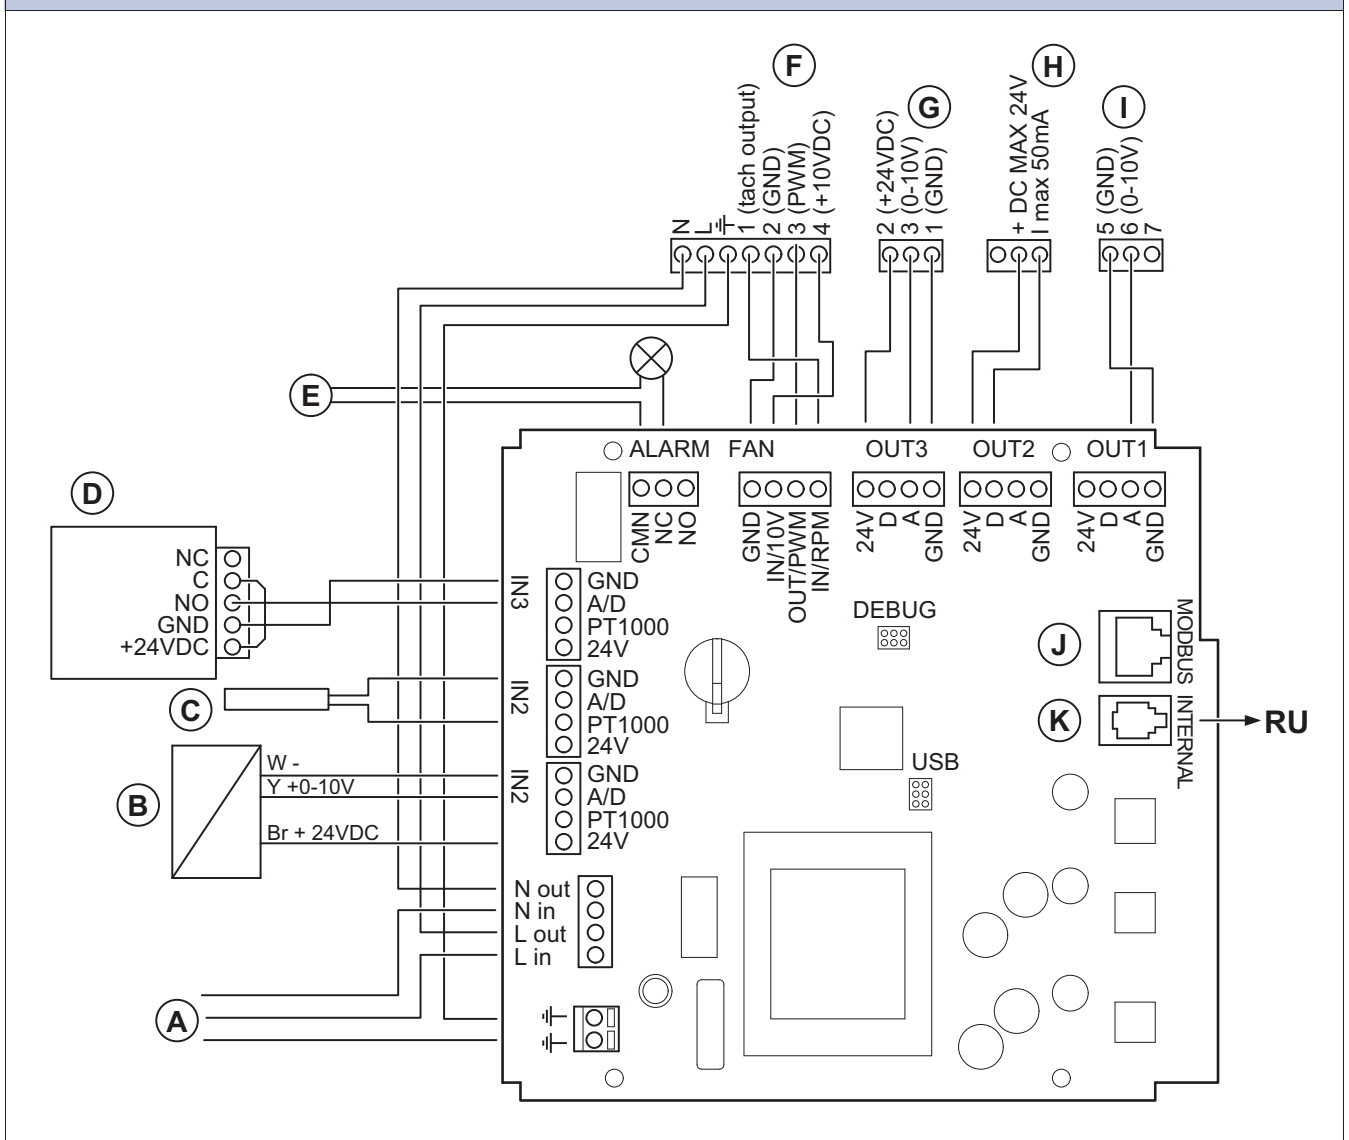 F
H
G
I
N
L
1 (tach output)
2 (GND)
3 (PWM)
4 (+10VDC)
2 (+24VDC)
3 (0-10V)
1 (GND)
+ DC MAX 24V
I max 50mA
5 (GND)
6 (0-10V)
7
E
ALARM
FAN
OUT3
OUT2
OUT1
CMN
NC
NO
GND
IN/10V
OUT/PWM
IN/RPM
24V
D
A
GND
24V
D
A
GND
24V
D
A
GND
D
NC
C
NO
GND
+24VDC
IN3
GND
A/D
PT1000
24V
DEBUG
J
MODBUS
C
IN2
GND
A/D
PT1000
24V
K
INTERNAL
RU
B
W -
Y +0-10V
Br + 24VDC
IN2
GND
A/D
PT1000
24V
USB
N out
N in
L out
L in
A